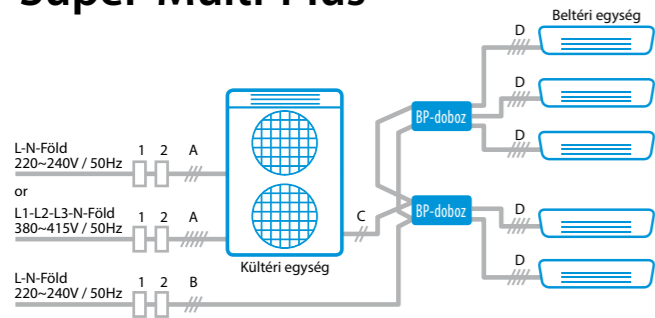 Super Multi Plus
Beltéri egység
D
D
BP-doboz
D
L-N-Föld
220~240V / 50Hz
1 2 A
or
L1-L2-L3-N-Föld
380~415V / 50Hz
1 2 A
C
BP-doboz
D
Kültéri egység
D
L-N-Föld
220~240V / 50Hz
1 2 B